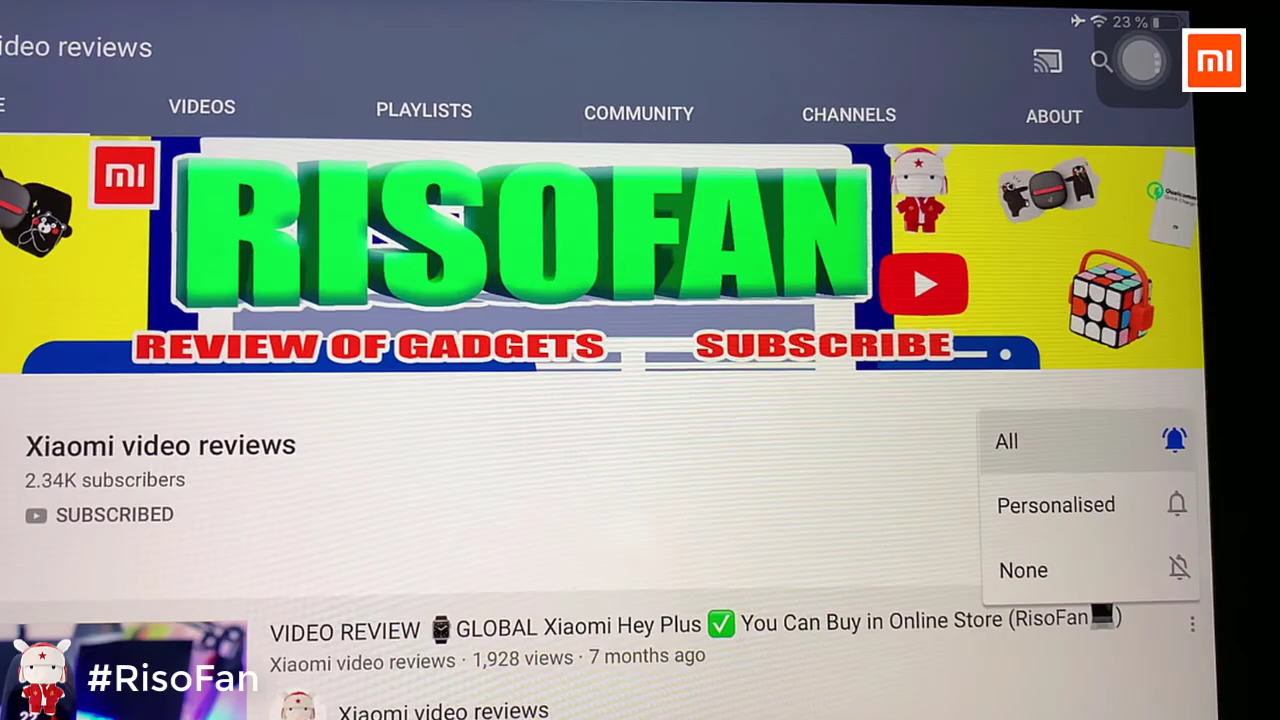 23 %
ideo reviews
mi
E
VIDEOS
PLAYLISTS
COMMUNITY
CHANNELS
ABOUT
mi
RISOFAN
Qualcomm
REVIEW OF GADGETS
SUBSCRIBE
Xiaomi video reviews
2.34K subscribers
SUBSCRIBED
All
Personalised
None
VIDEO REVIEW ⌚ GLOBAL Xiaomi Hey Plus ✅ You Can Buy in Online Store (RisoFan💻)
Xiaomi video reviews · 1,928 views · 7 months ago
#RisoFan
Xiaomi video reviews